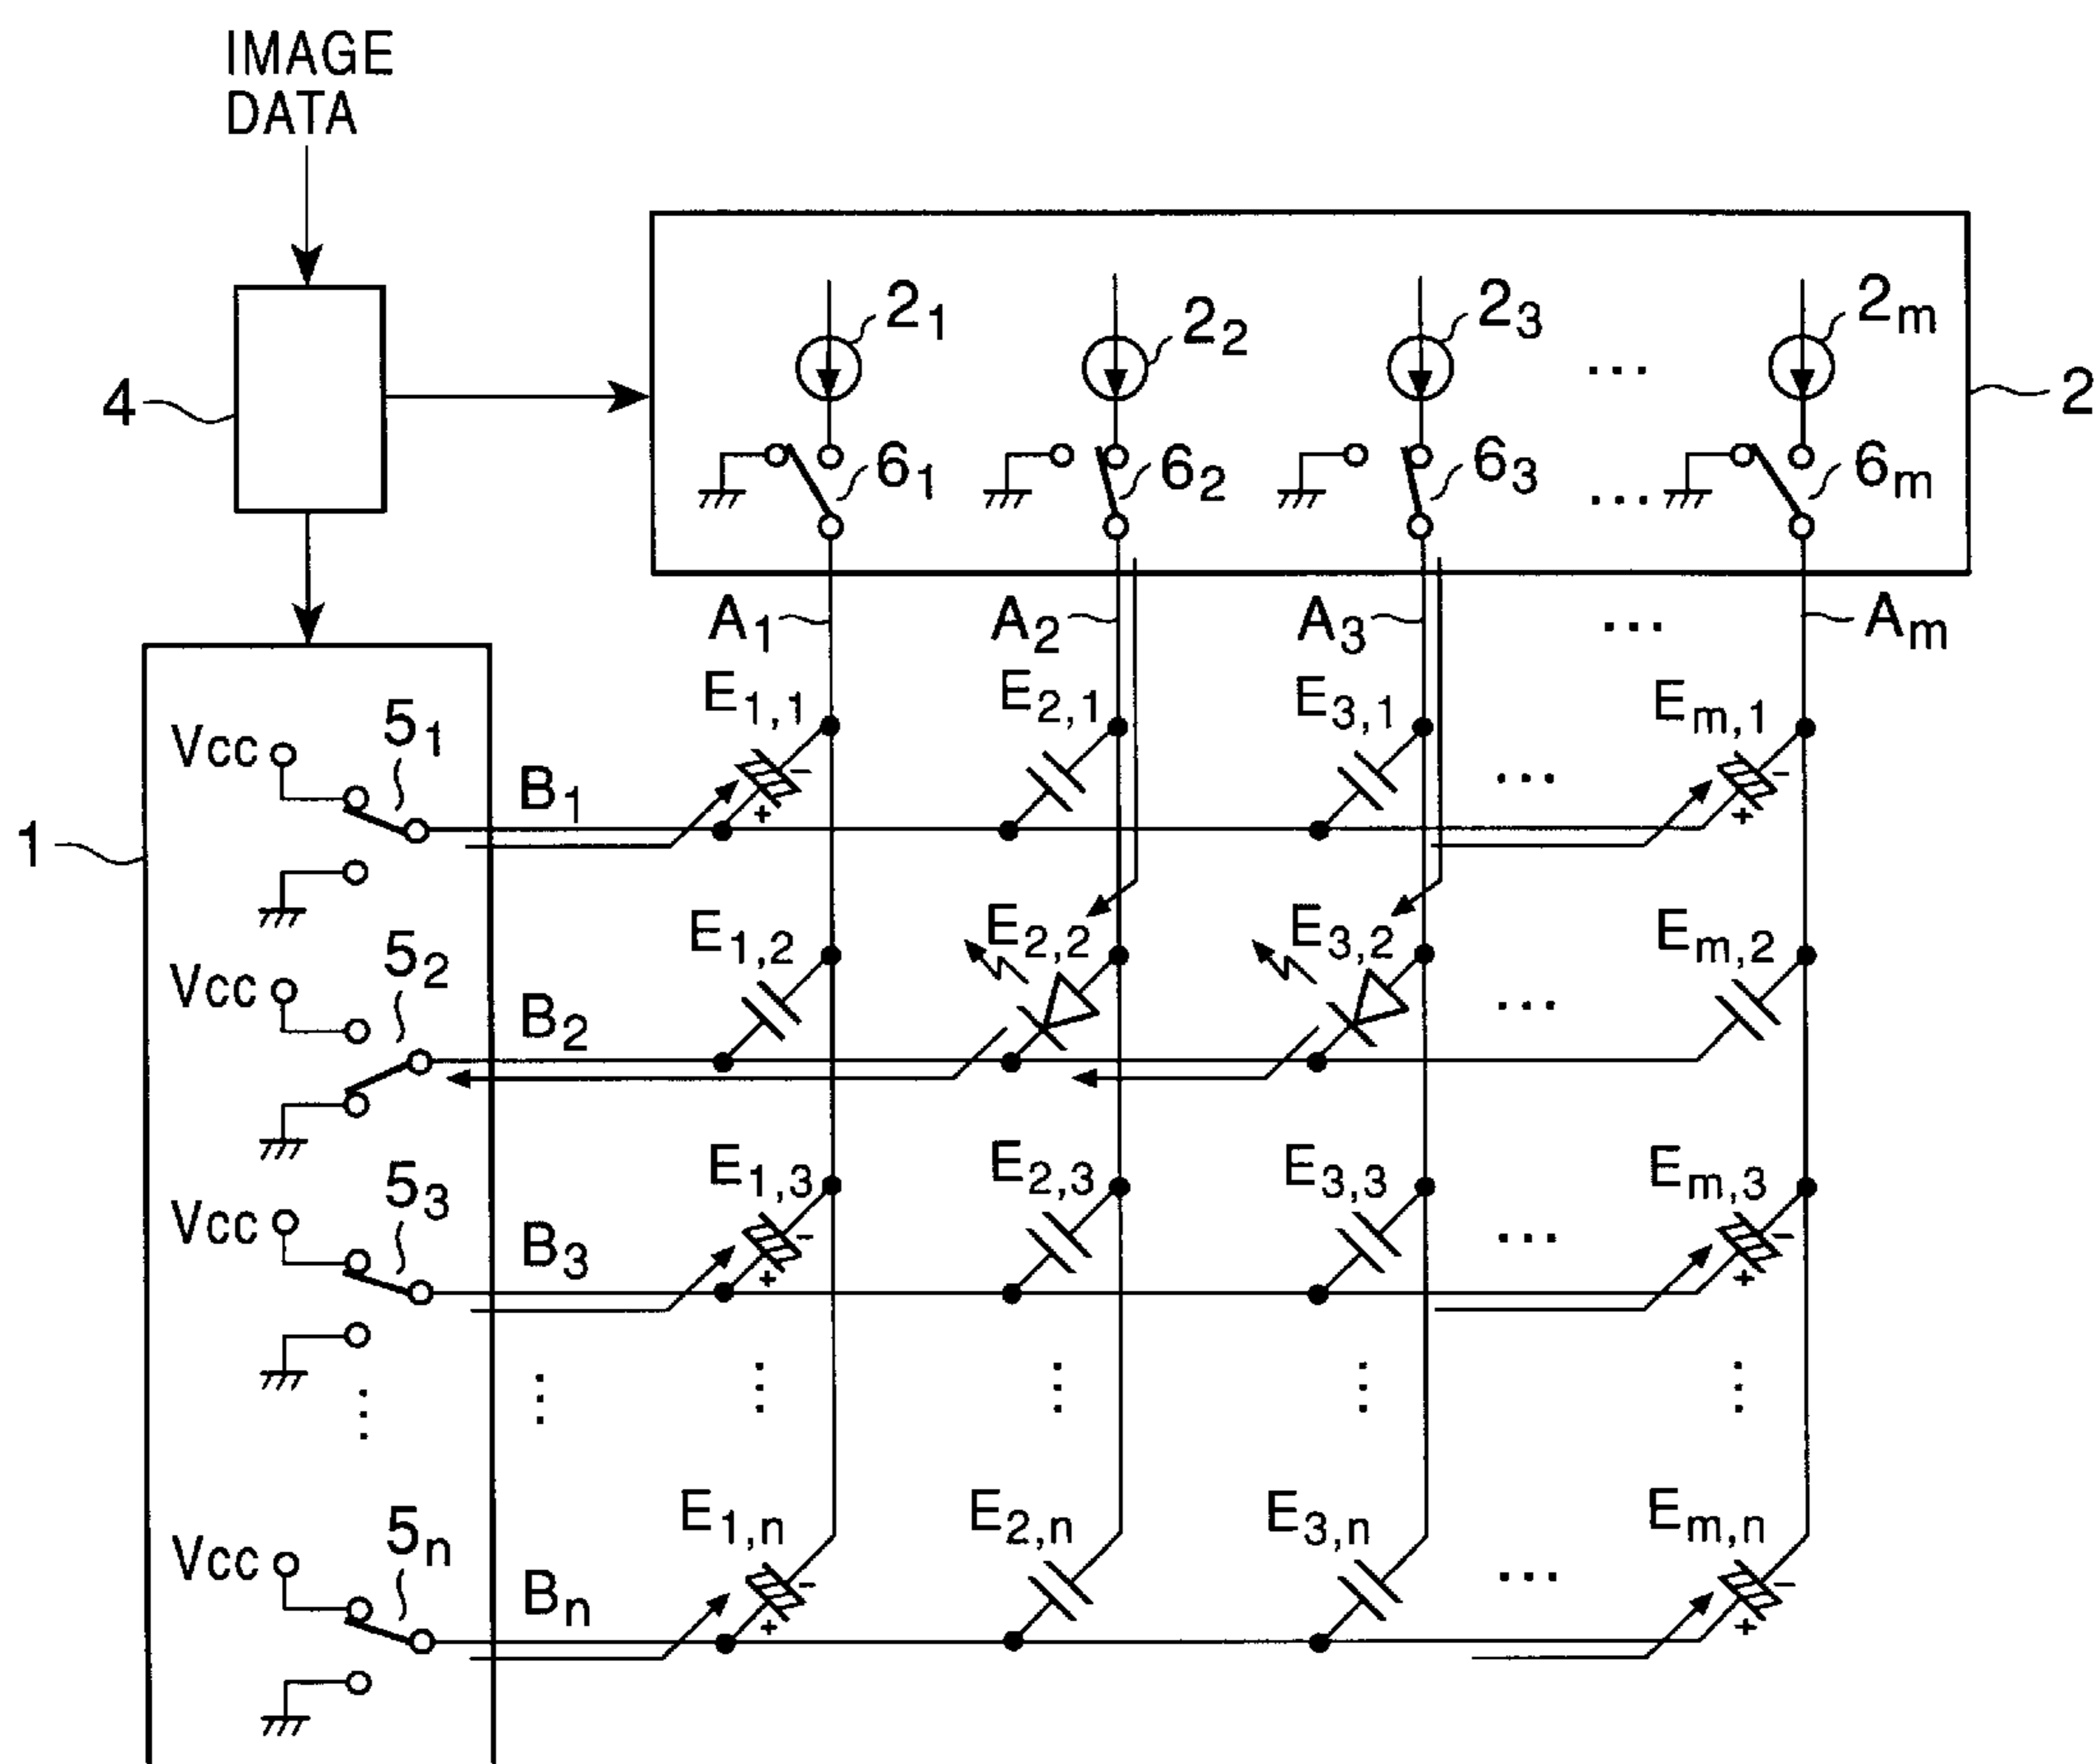 IMAGE
DATA
2₁ 2₂ 2₃ ... 2ₘ
4 2
6₁ 6₂ 6₃ ... 6ₘ
A₁ A₂ A₃ ... Aₘ
E₁,₁ E₂,₁ E₃,₁ Eₘ,₁
Vcc 5₁ B₁ - + ... - +
1
E₁,₂ E₂,₂ E₃,₂ Eₘ,₂
Vcc 5₂ B₂ ...
E₁,₃ E₂,₃ E₃,₃ Eₘ,₃
Vcc 5₃ B₃ - + ... - +
E₁,ₙ E₂,ₙ E₃,ₙ Eₘ,ₙ
Vcc 5ₙ Bₙ - + ... - +